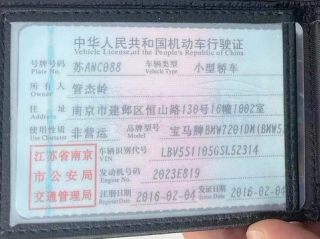 中华人民共和国机动车行驶证
Vehicle License of the People's Republic of China
号牌号码 苏ANC088 车辆类型 小型轿车
Plate No. Vehicle Type
所有人 管杰岭
Owner
住址 南京市建邺区恒山路130号16幢1002室
Address
使用性质 非营运 品牌型号 宝马牌BMW7201DM(BMW5
Use Character Model
江苏省南京 车辆识别代号 LBV5S1105GSL52314
VIN
市公安局 发动机号码 2023E819
Engine No.
交通管理局 注册日期 2016-02-04 发证日期 2016-02-04
Register Date Issue Date